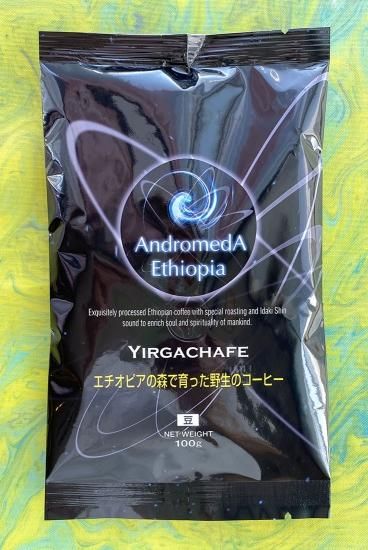 AndromedA
Ethiopia
Exquisitely processed Ethiopian coffee with special roasting and Idaki Shin
sound to enrich soul and spirituality of mankind.
YIRGACHAFE
エチオピアの森で育った野生のコーヒー
豆
NET WEIGHT
100g